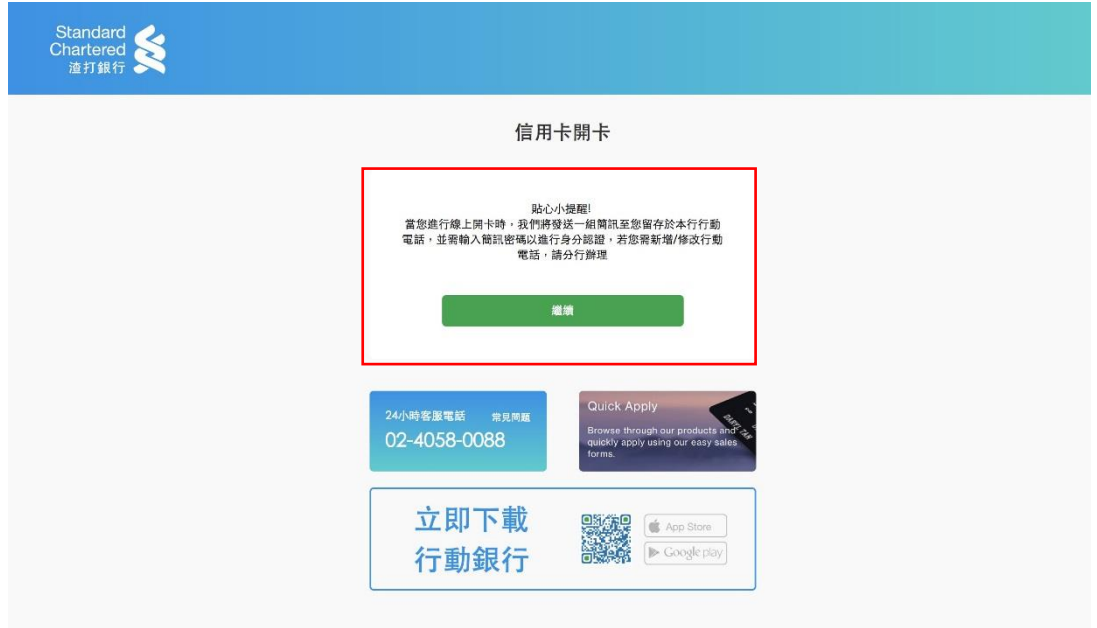 Standard
Chartered
渣打銀行
信用卡開卡
貼心小提醒!
當您進行線上開卡時，我們將發送一組簡訊至您留存於本行行動
電話，並需輸入簡訊密碼以進行身分認證，若您需新增/修改行動
電話，請分行辦理
繼續
24小時客服電話 常見問題
02-4058-0088
Quick Apply
Browse through our products and
quickly apply using our easy sales
forms.
DARYL TAN
立即下載
行動銀行
App Store
Google play